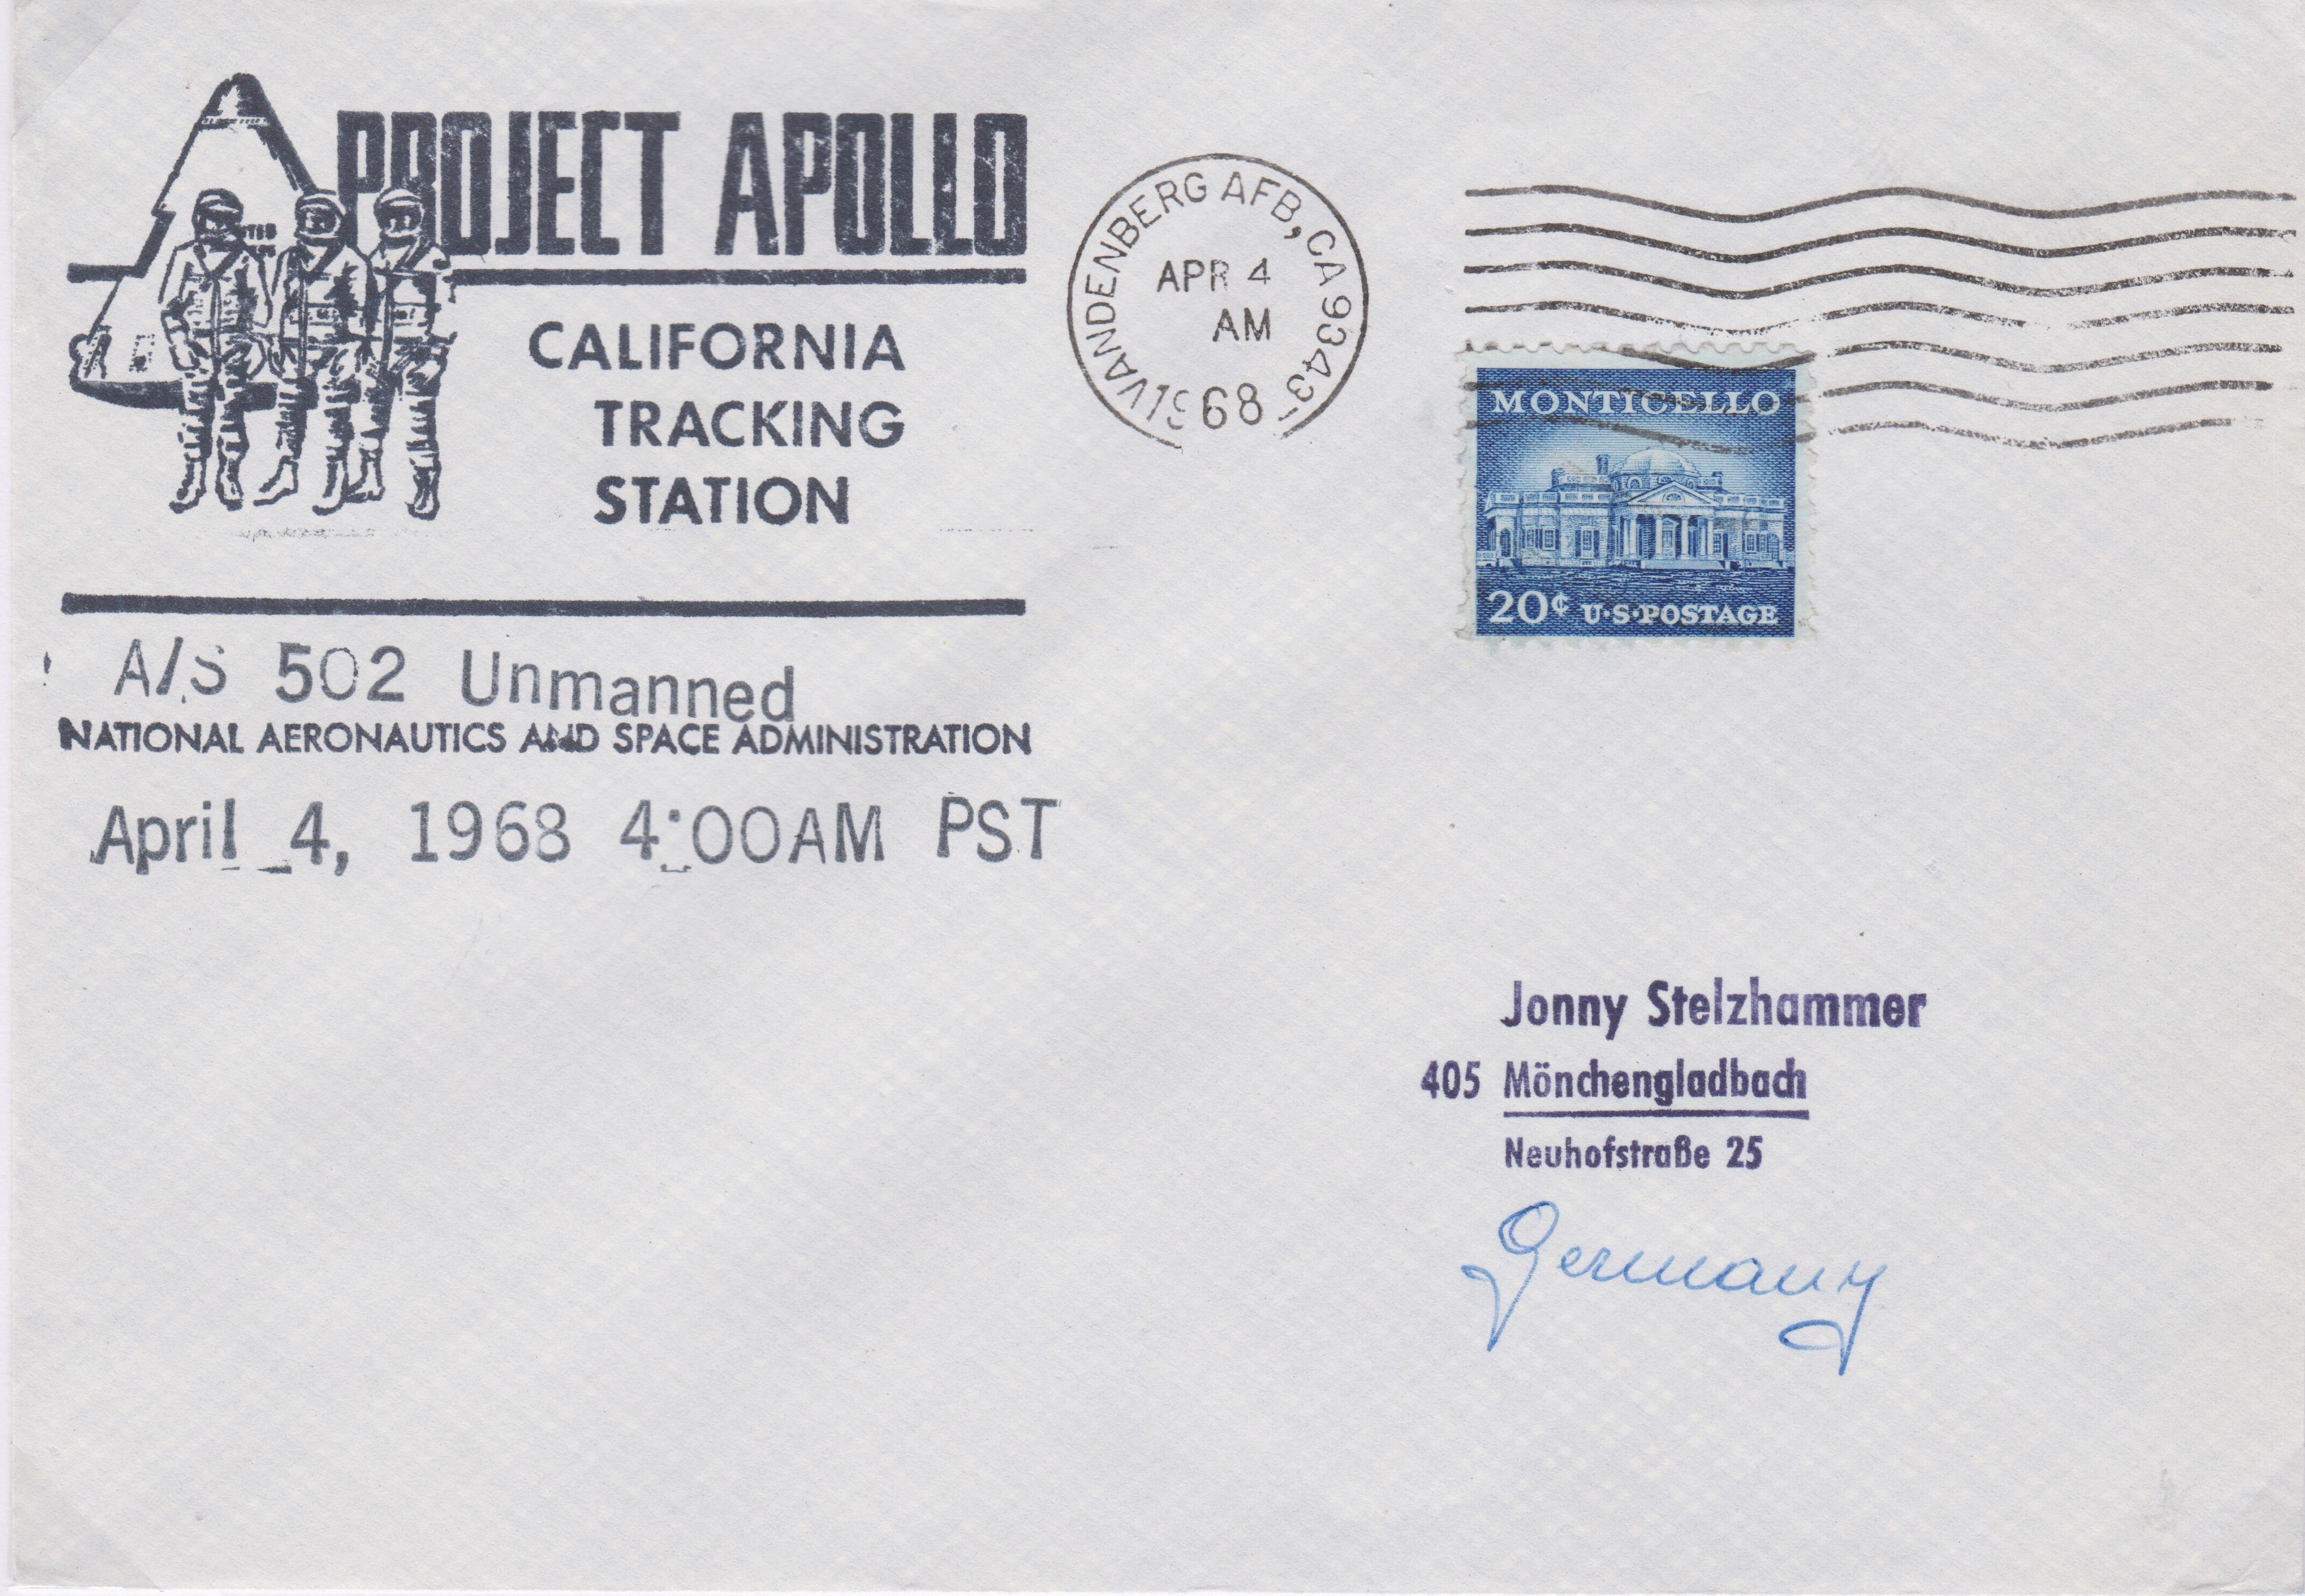 PROJECT APOLLO
CALIFORNIA
TRACKING
STATION
A/S 502 Unmanned
NATIONAL AERONAUTICS AND SPACE ADMINISTRATION
April 4, 1968 4:00AM PST
VANDENBERG AFB, CA 9343-
APR 4
AM
1968
MONTICELLO
20¢ U·S·POSTAGE
Jonny Stelzhammer
405 Mönchengladbach
Neuhofstraße 25
Germany